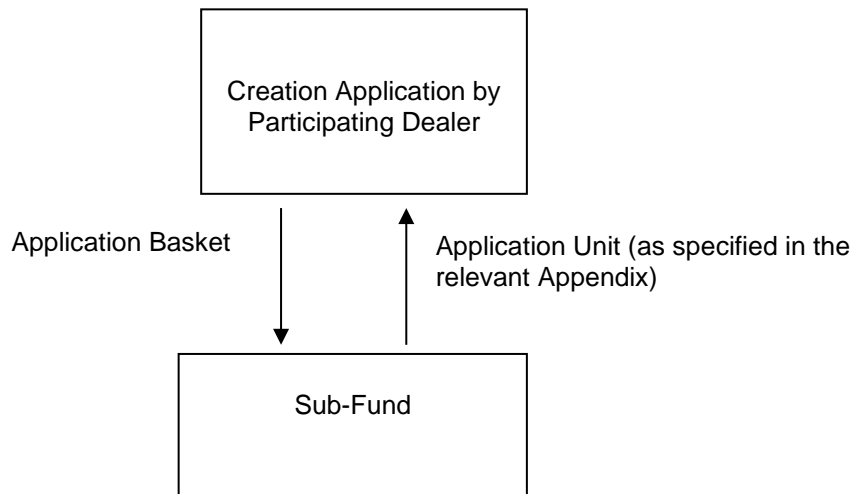 Creation Application by
Participating Dealer
Application Basket
Application Unit (as specified in the
relevant Appendix)
Sub-Fund